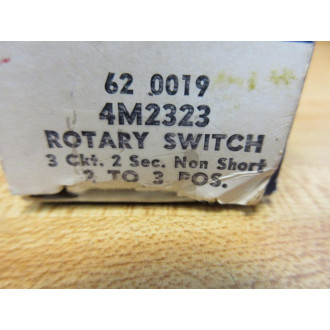 62 0019
4M2323
ROTARY SWITCH
3 Ckt. 2 Sec. Non Short
2 TO 3 POS.